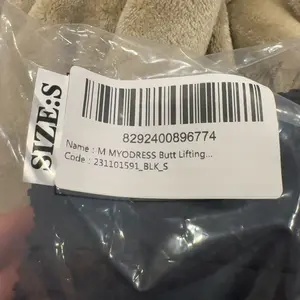 SIZE:S
8292400896774
Name : M MYODRESS Butt Lifting...
Code : 231101591_BLK_S